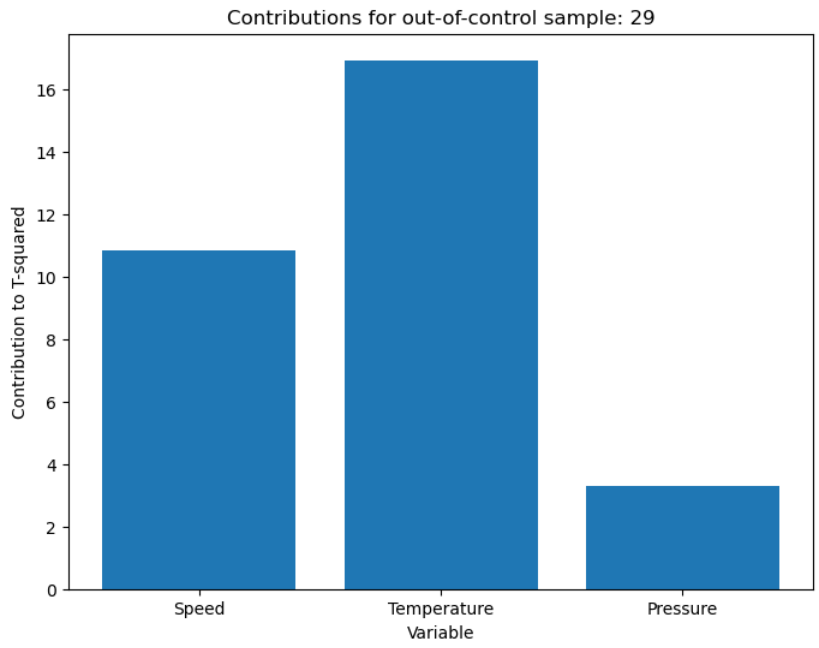 Contributions for out-of-control sample: 29
Contribution to T-squared
16
14
12
10
8
6
4
2
0
Speed Temperature Pressure
Variable